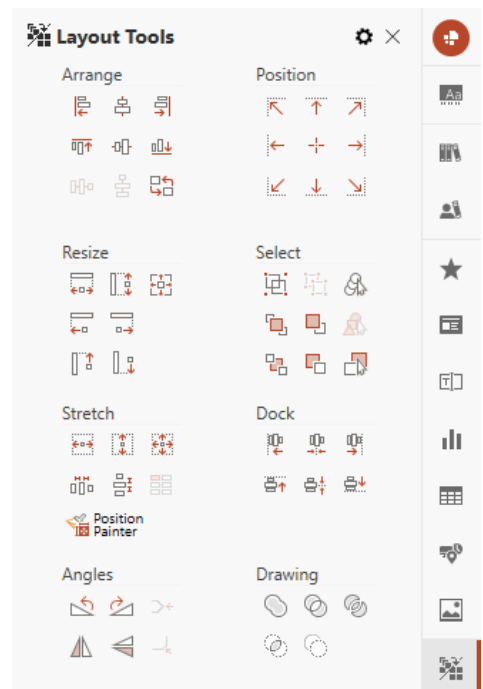 Layout Tools
Arrange
Position
Aa
Resize
Select
Stretch
Dock
Position
Painter
Angles
Drawing